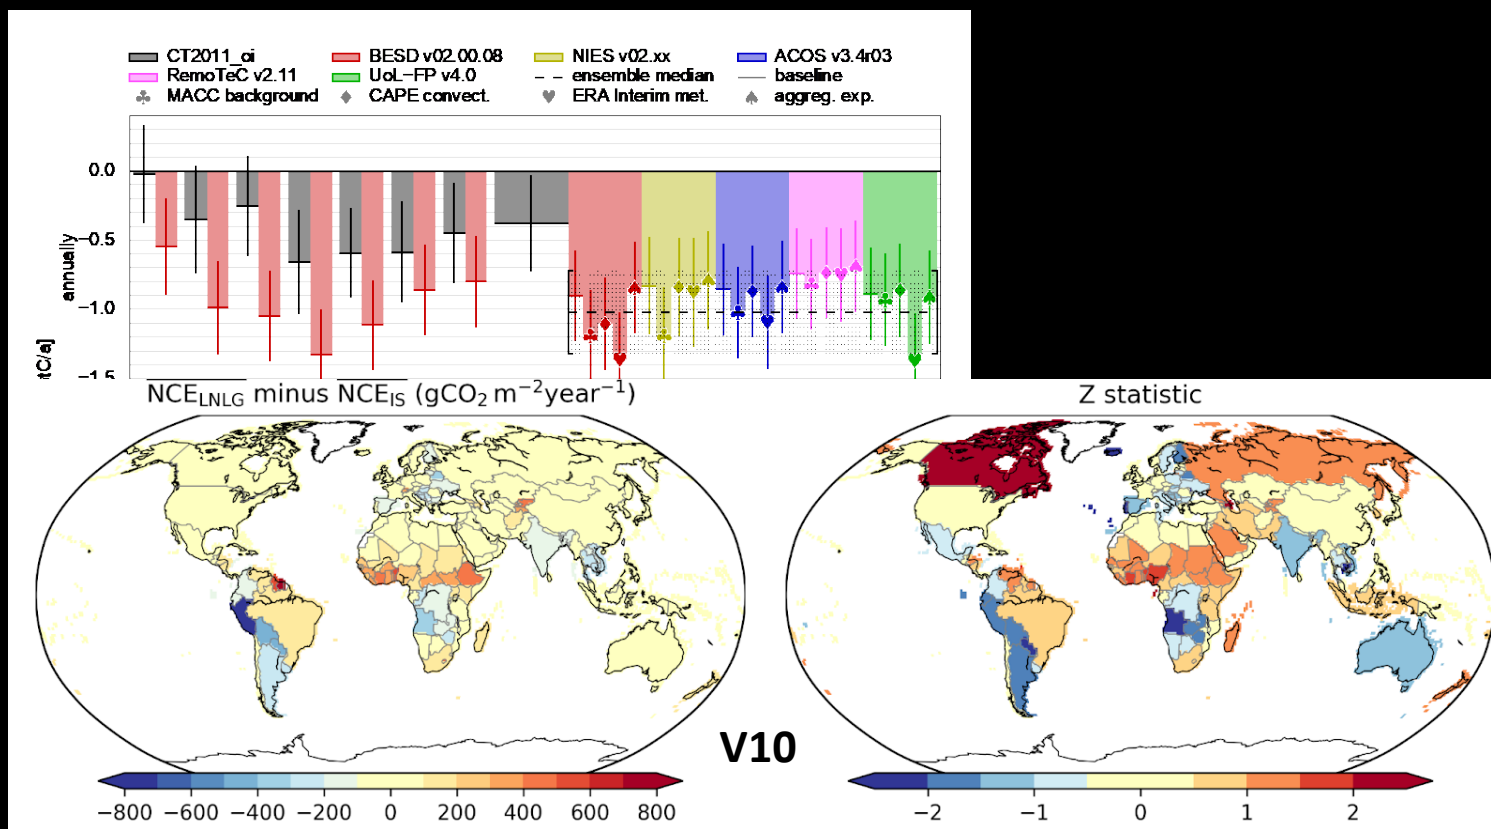 CT2011_oi BESD v02.00.08 NIES v02.xx ACOS v3.4r03
RemoTeC v2.11 UoL-FP v4.0 ensemble median baseline
MACC background CAPE convect. ERA Interim met. aggreg. exp.
0.0
−0.5
annually
−1.0
tC/a]
−1.5
NCE_LNLG minus NCE_IS (gCO₂ m⁻²year⁻¹)
Z statistic
V10
−800 −600 −400 −200 0 200 400 600 800
−2 −1 0 1 2